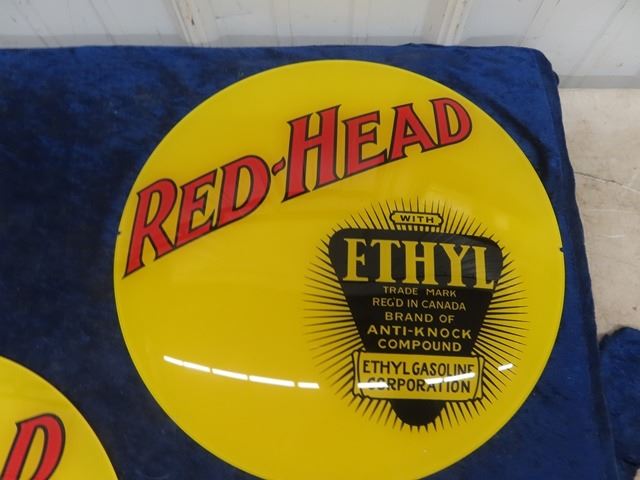 RED-HEAD
WITH
ETHYL
TRADE MARK
REG'D IN CANADA
BRAND OF
ANTI-KNOCK
COMPOUND
ETHYL GASOLINE
CORPORATION